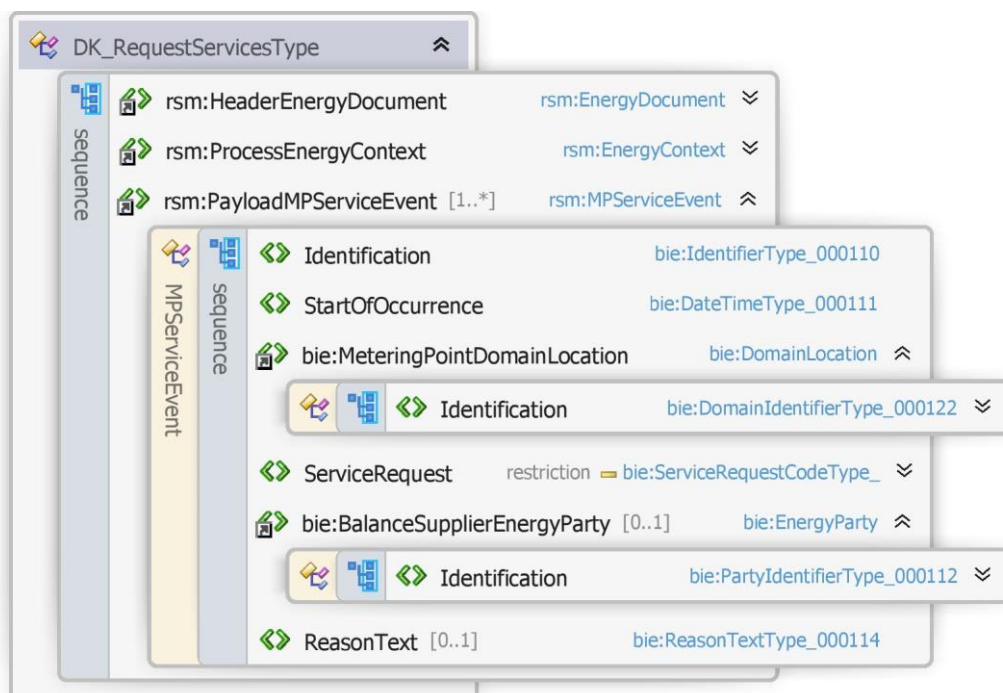 DK_RequestServicesType
sequence
rsm:HeaderEnergyDocument rsm:EnergyDocument
rsm:ProcessEnergyContext rsm:EnergyContext
rsm:PayloadMPServiceEvent [1..*] rsm:MPServiceEvent
MPServiceEvent
sequence
Identification bie:IdentifierType_000110
StartOfOccurrence bie:DateTimeType_000111
bie:MeteringPointDomainLocation bie:DomainLocation
Identification bie:DomainIdentifierType_000122
ServiceRequest restriction bie:ServiceRequestCodeType_
bie:BalanceSupplierEnergyParty [0..1] bie:EnergyParty
Identification bie:PartyIdentifierType_000112
ReasonText [0..1] bie:ReasonTextType_000114